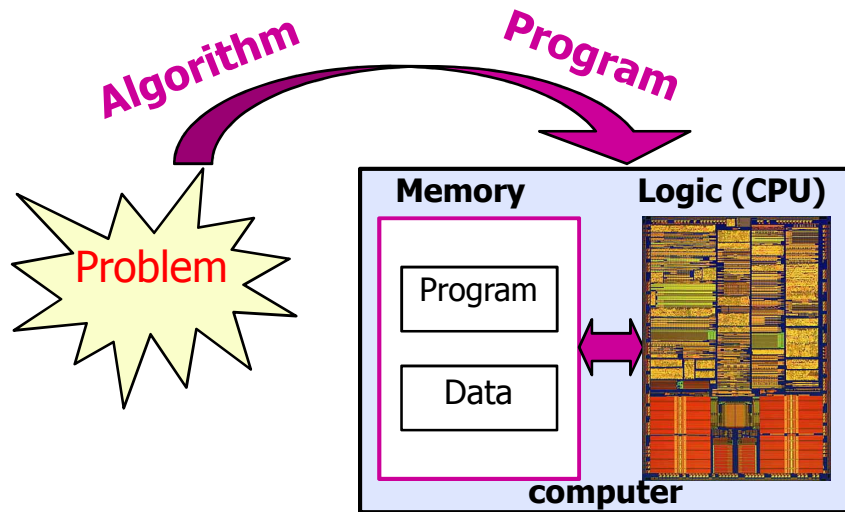 Algorithm
Program
Problem
Memory
Logic (CPU)
Program
Data
computer